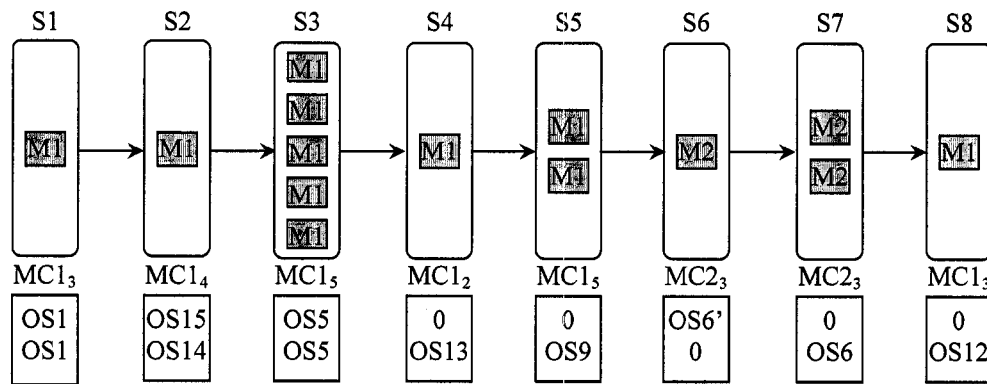 S1 S2 S3 S4 S5 S6 S7 S8
M1
M1
M1
M1
M1 M1 M1 M1 M2 M2 M1
M1 M2
M1
M1
MC1₃ MC1₄ MC1₅ MC1₂ MC1₅ MC2₃ MC2₃ MC1₃
OS1 OS15 OS5 0 0 OS6' 0 0
OS1 OS14 OS5 OS13 OS9 0 OS6 OS12